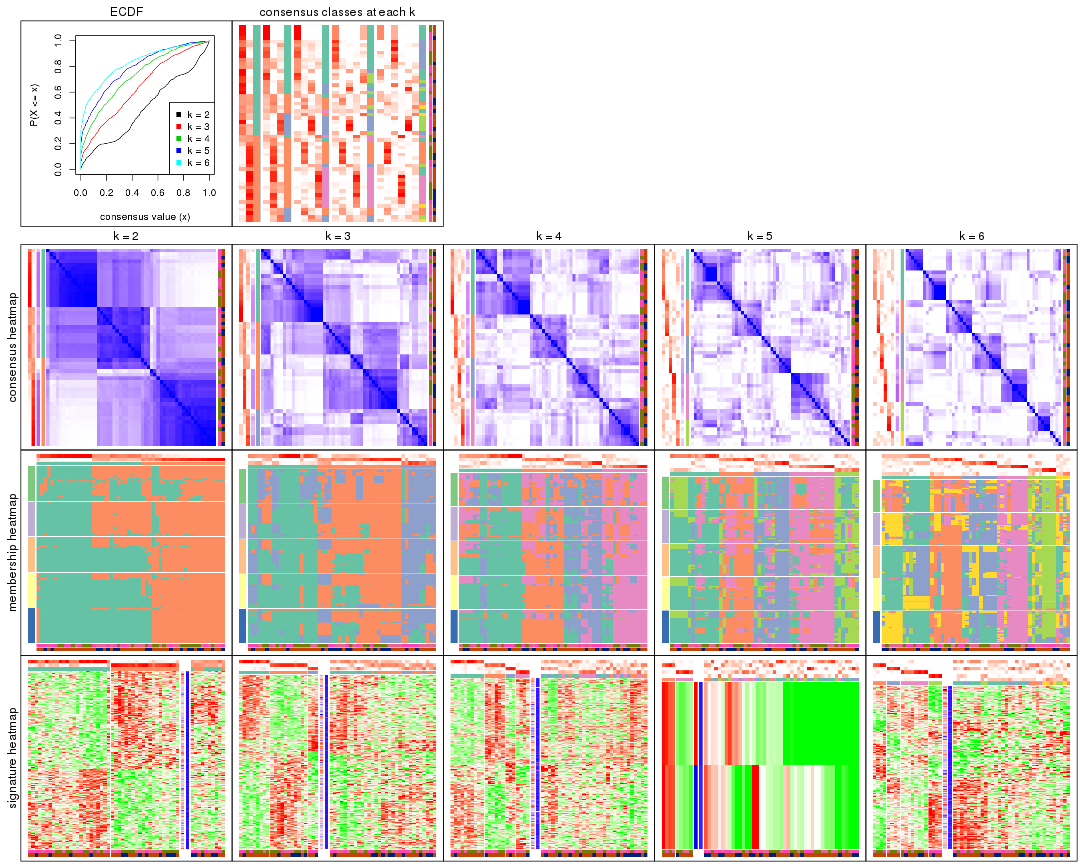 ECDF
consensus classes at each k
P(X <= x)
0.0 0.2 0.4 0.6 0.8 1.0
k = 2
k = 3
k = 4
k = 5
k = 6
0.0 0.2 0.4 0.6 0.8 1.0
consensus value (x)
k = 2
k = 3
k = 4
k = 5
k = 6
consensus heatmap
membership heatmap
signature heatmap